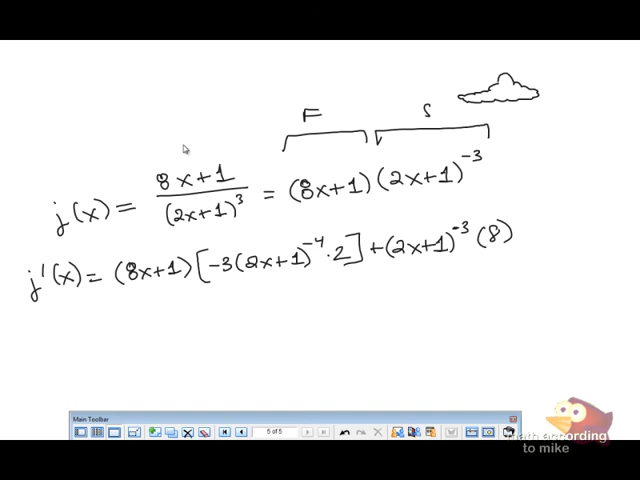 F S
j(x) = 8x+1 / (2x+1)³ = (8x+1)(2x+1)⁻³
j'(x) = (8x+1)[-3(2x+1)⁻⁴·2]+(2x+1)⁻³(8)
Main Toolbar
5 of 5
math according
to mike